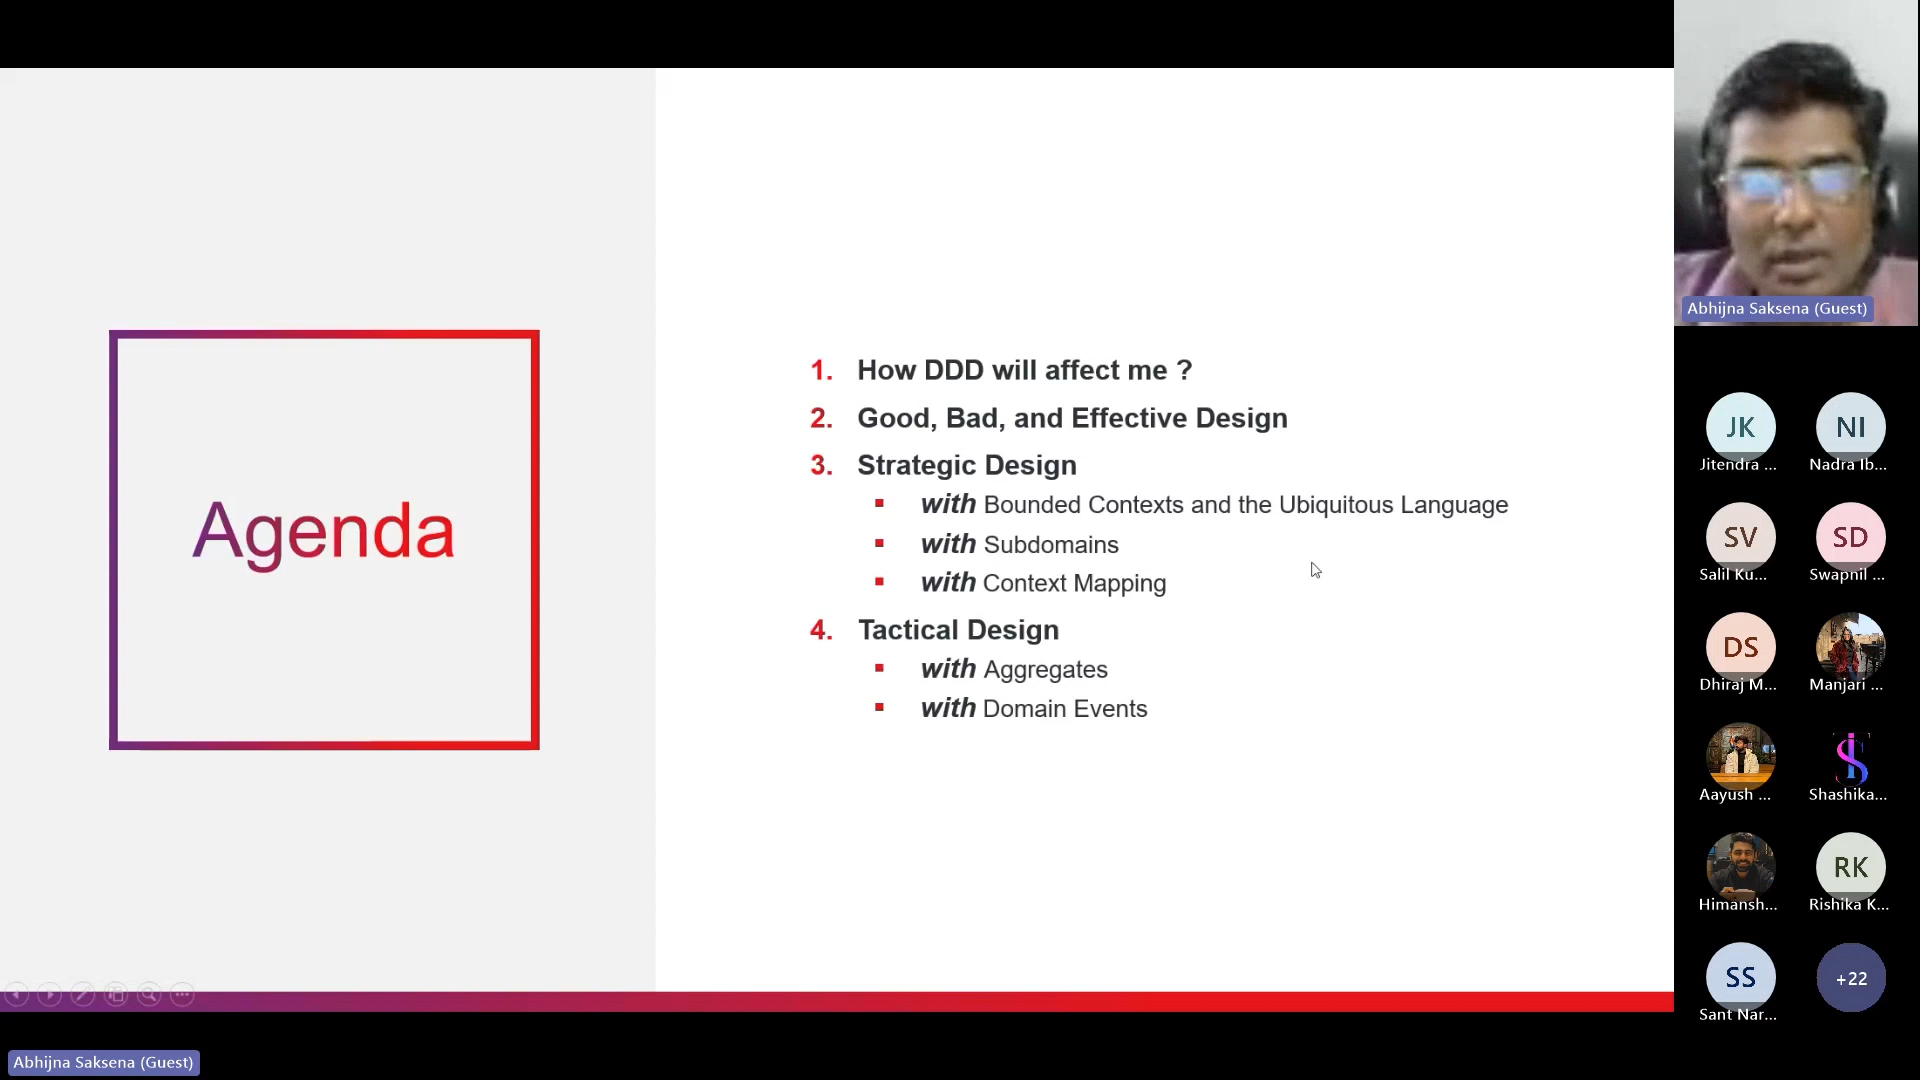 Agenda
1. How DDD will affect me ?
2. Good, Bad, and Effective Design
3. Strategic Design
▪ with Bounded Contexts and the Ubiquitous Language
▪ with Subdomains
▪ with Context Mapping
4. Tactical Design
▪ with Aggregates
▪ with Domain Events
Abhijna Saksena (Guest)
JK
Jitendra ...
NI
Nadra Ib...
SV
Salil Ku...
SD
Swapnil ...
DS
Dhiraj M...
Manjari ...
Aayush ...
Shashika...
Himansh...
RK
Rishika K...
SS
Sant Nar...
+22
Abhijna Saksena (Guest)